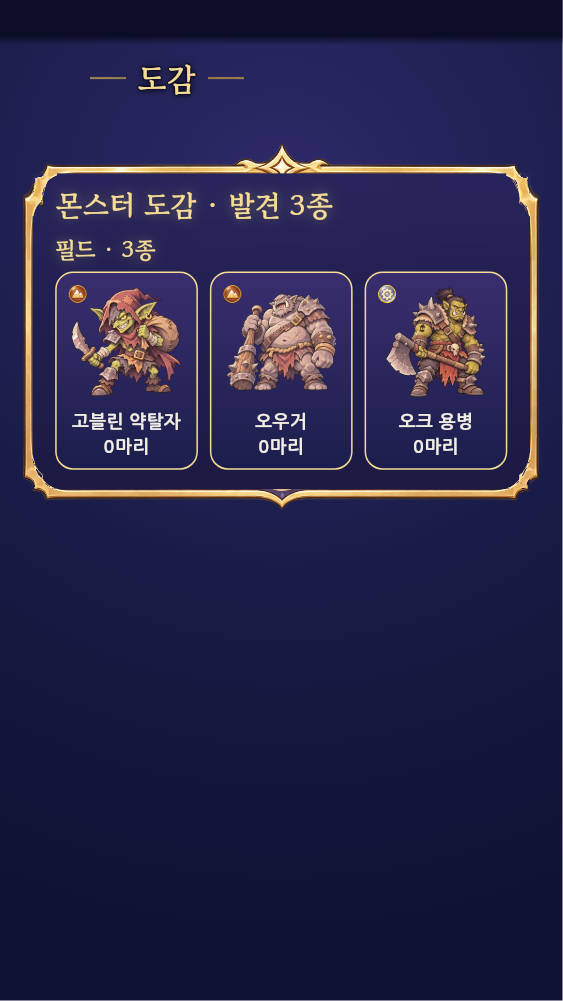 도감
몬스터 도감 · 발견 3종
필드 · 3종
고블린 약탈자
0마리
오우거
0마리
오크 용병
0마리